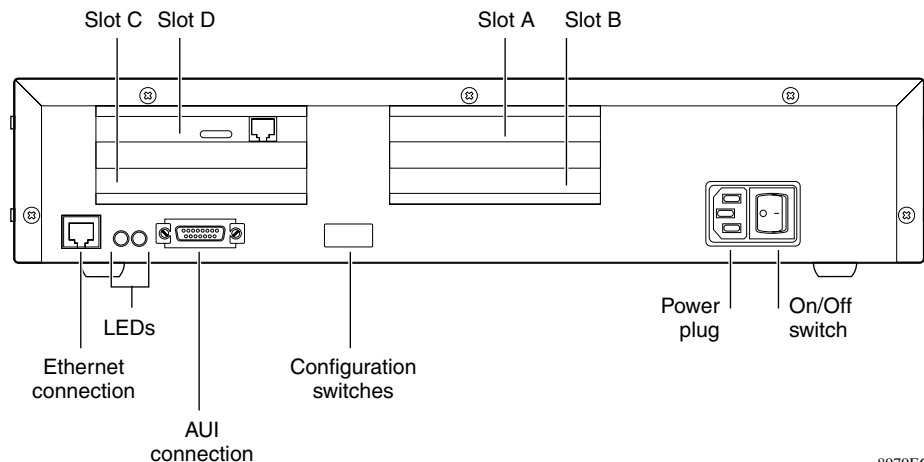 Slot C Slot D Slot A Slot B
Power
plug
On/Off
switch
LEDs
Ethernet
connection
Configuration
switches
AUI
connection